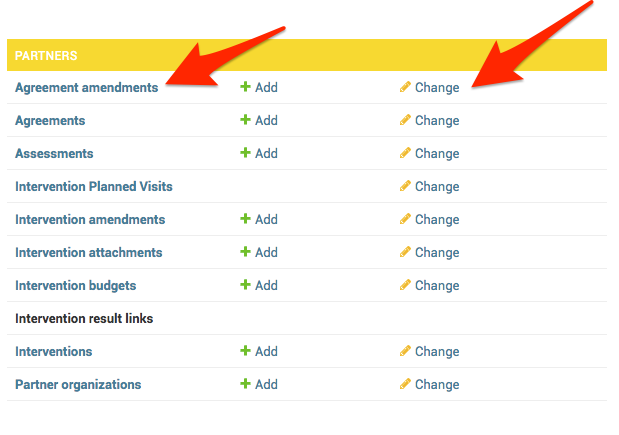 PARTNERS
Agreement amendments Add Change
Agreements Add Change
Assessments Add Change
Intervention Planned Visits Change
Intervention amendments Add Change
Intervention attachments Add Change
Intervention budgets Add Change
Intervention result links
Interventions Add Change
Partner organizations Add Change